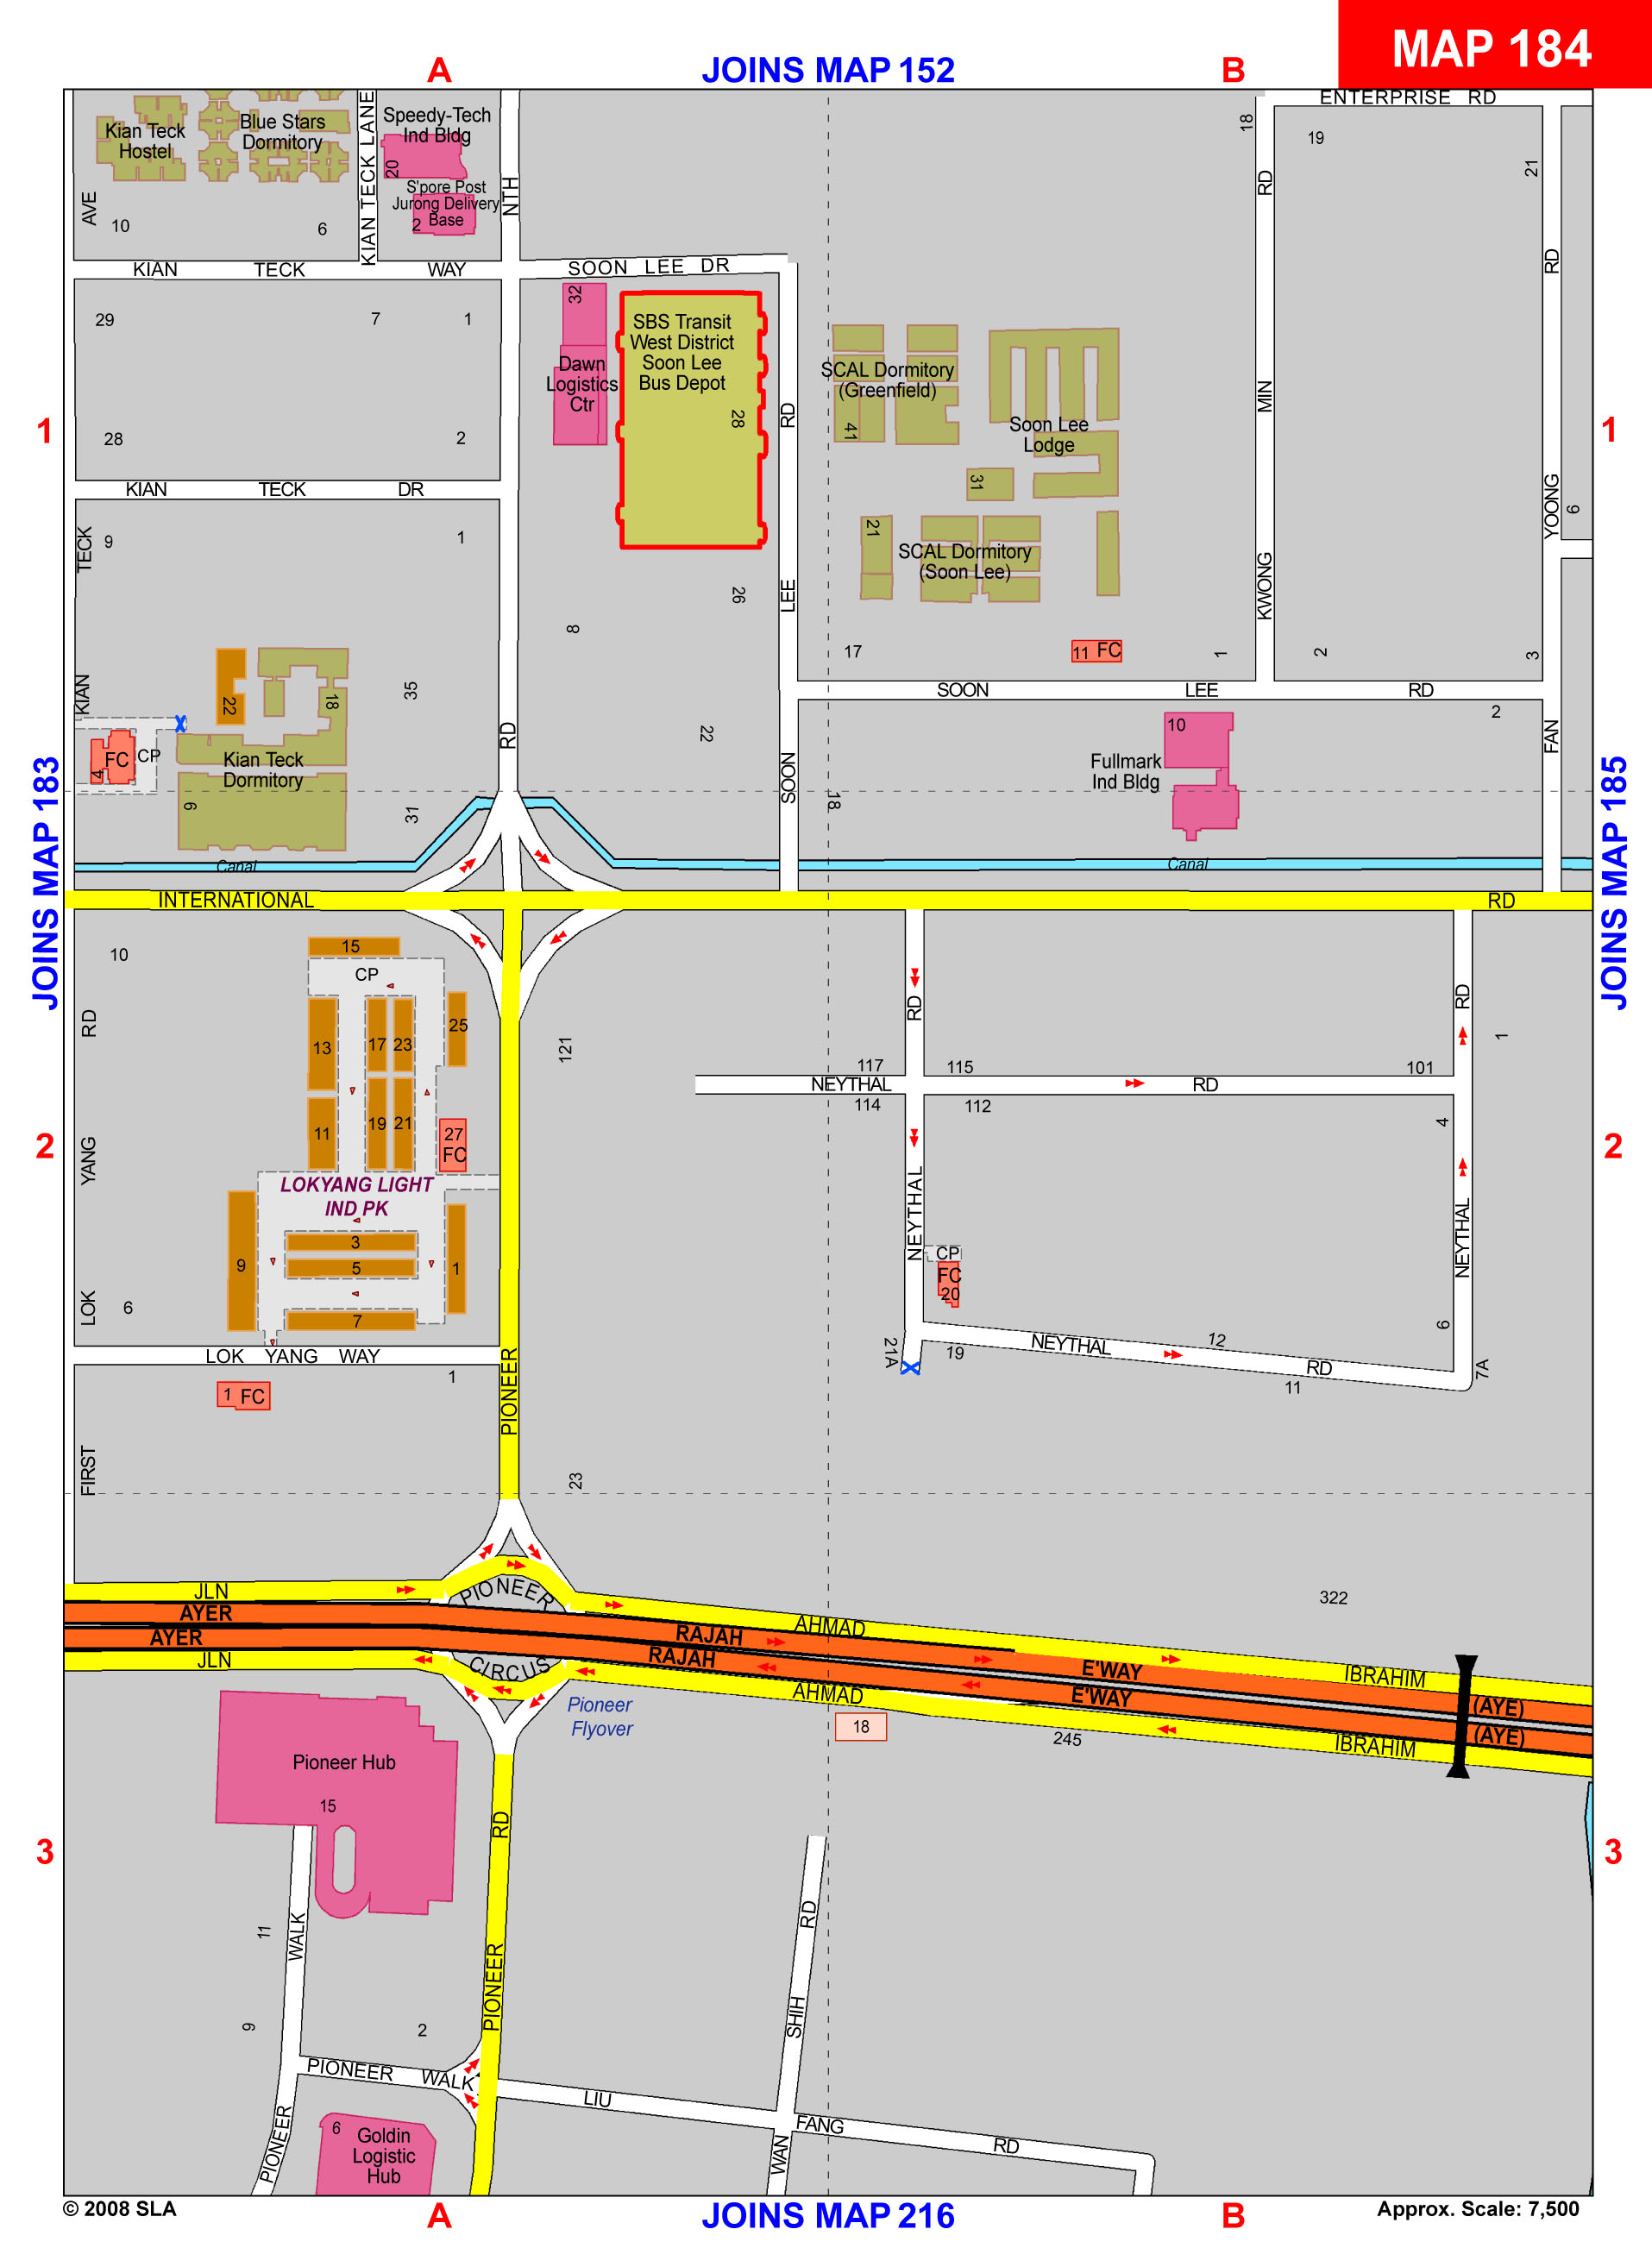 MAP 184
A
JOINS MAP 152
B
ENTERPRISE RD
Kian Teck
Hostel
Blue Stars
Dormitory
KIAN TECK LANE
Speedy-Tech
Ind Bldg
20
S'pore Post
Jurong Delivery
Base
2
NTH
18
19
21
RD
RD
AVE
10
6
KIAN TECK WAY
SOON LEE DR
29
7
1
32
SBS Transit
West District
Soon Lee
Bus Depot
28
Dawn
Logistics
Ctr
SCAL Dormitory
(Greenfield)
41
Soon Lee
Lodge
RD
MIN
1
28
2
1
31
KIAN TECK DR
YOONG
6
TECK
9
1
21
SCAL Dormitory
(Soon Lee)
26
LEE
KWONG
8
17
11 FC
1
2
3
KIAN
22
18
35
SOON LEE RD
2
RD
22
10
FAN
FC
CP
4
Kian Teck
Dormitory
9
31
SOON
18
Fullmark
Ind Bldg
JOINS MAP 183
JOINS MAP 185
Canal
Canal
INTERNATIONAL RD
10
15
CP
RD
RD
RD
25
13
17
23
121
1
117
115
101
NEYTHAL RD
114
112
4
11
19
21
27
FC
2
2
YANG
LOKYANG LIGHT
IND PK
NEYTHAL
NEYTHAL
3
9
5
1
CP
FC
20
LOK
6
7
6
LOK YANG WAY
21A
19
NEYTHAL
12
RD
11
7A
1
PIONEER
1 FC
FIRST
23
JLN
PIONEER
322
AYER
AHMAD
AYER
RAJAH
RAJAH
JLN
CIRCUS
E'WAY
IBRAHIM
E'WAY
(AYE)
AHMAD
(AYE)
Pioneer
Flyover
18
245
IBRAHIM
Pioneer Hub
15
RD
3
3
RD
11
WALK
PIONEER
SHIH
9
2
PIONEER WALK
LIU
FANG
RD
PIONEER
6
Goldin
Logistic
Hub
WAN
© 2008 SLA
A
JOINS MAP 216
B
Approx. Scale: 7,500